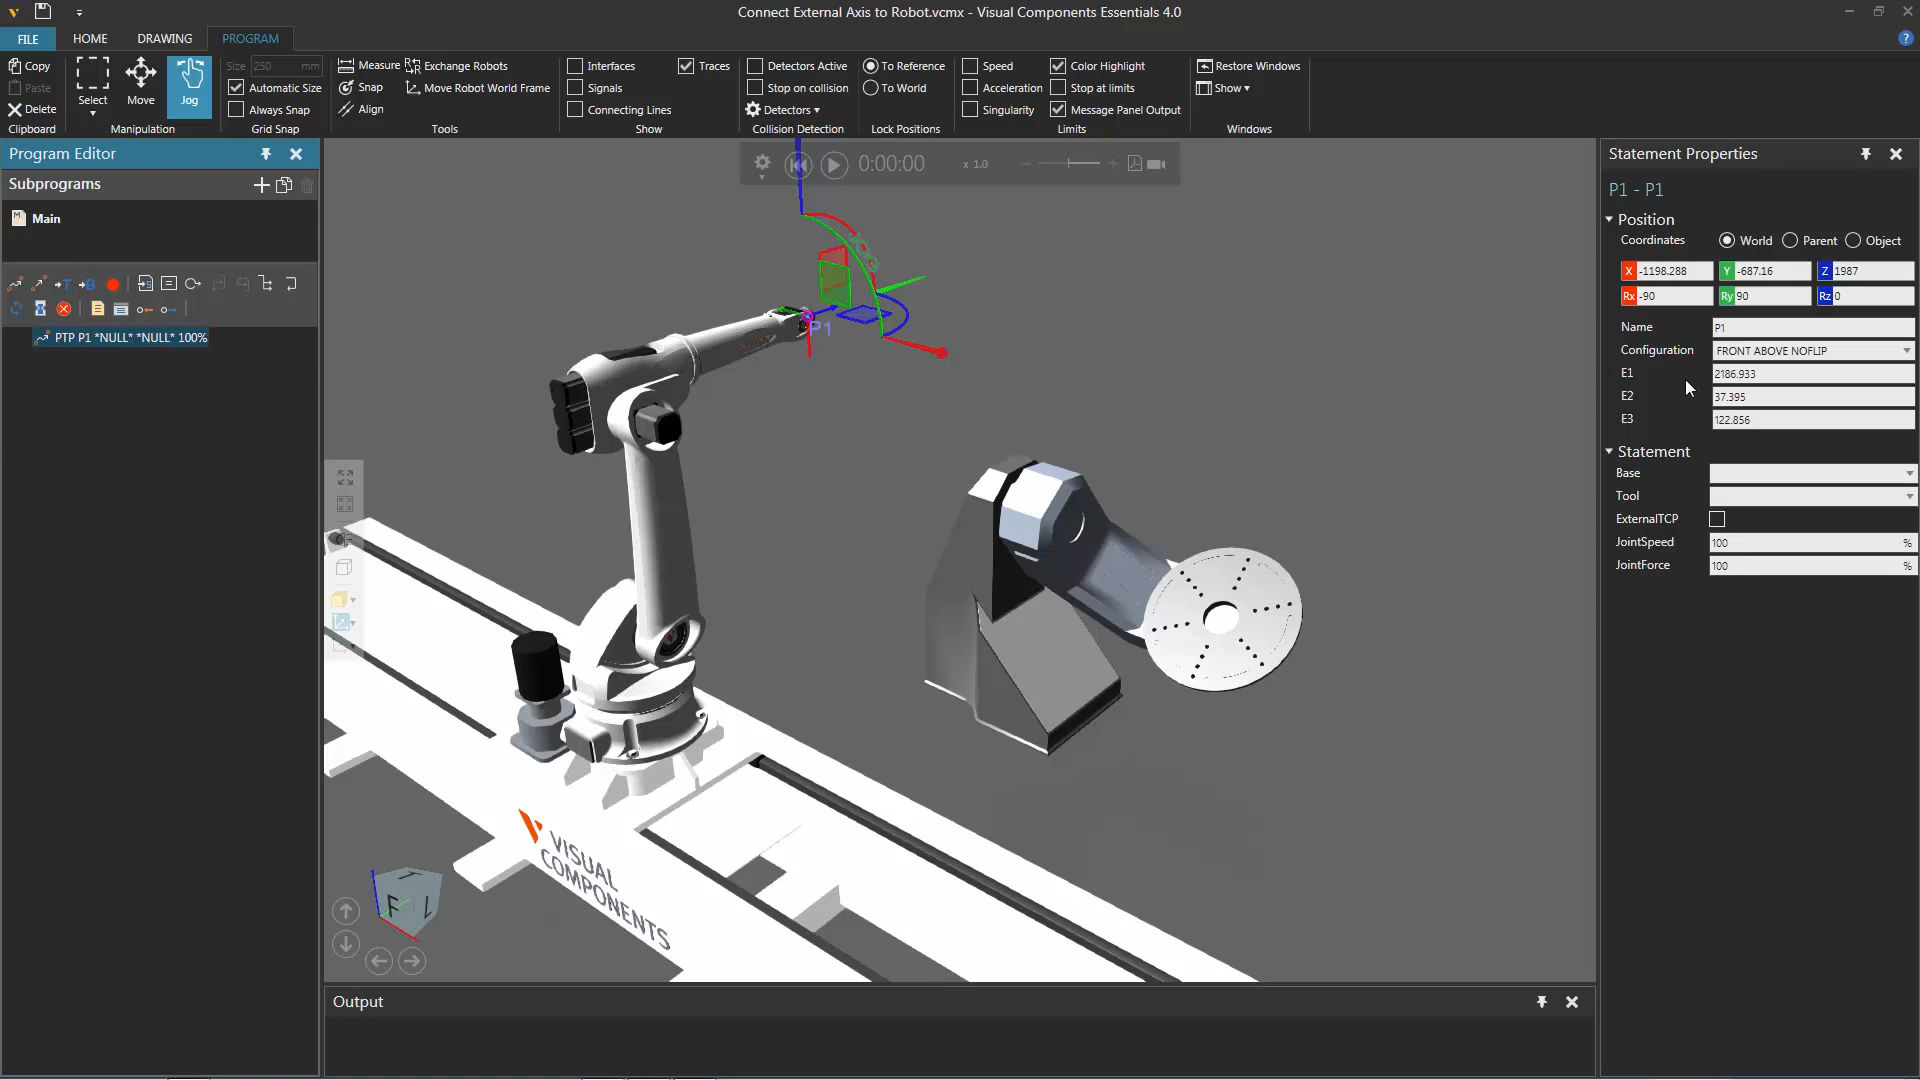 Connect External Axis to Robot.vcmx - Visual Components Essentials 4.0
FILE
HOME
DRAWING
PROGRAM
Copy
Paste
Delete
Clipboard
Select
Move
Jog
Manipulation
Size 250 mm
Automatic Size
Always Snap
Grid Snap
Measure
Snap
Align
Exchange Robots
Move Robot World Frame
Tools
Interfaces
Signals
Connecting Lines
Traces
Show
Detectors Active
Stop on collision
Detectors
Collision Detection
To Reference
To World
Lock Positions
Speed
Acceleration
Singularity
Color Highlight
Stop at limits
Message Panel Output
Limits
Restore Windows
Show
Windows
Program Editor
Subprograms
Main
PTP P1 *NULL* *NULL* 100%
0:00:00
x 1.0
P1
VISUAL
COMPONENTS
T
F
L
Output
Statement Properties
P1 - P1
Position
Coordinates World Parent Object
X -1198.288 Y -687.16 Z 1987
Rx -90 Ry 90 Rz 0
Name P1
Configuration FRONT ABOVE NOFLIP
E1 2186.933
E2 37.395
E3 122.856
Statement
Base
Tool
ExternalTCP
JointSpeed 100 %
JointForce 100 %